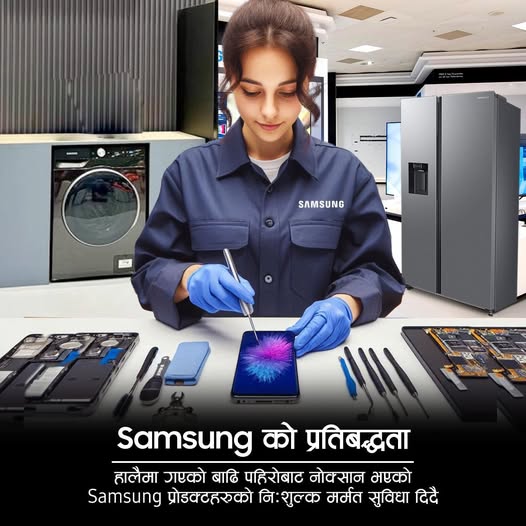 SAMSUNG
Samsung को प्रतिबद्धता
हालैमा गएको बाढि पहिरोबाट नोक्सान भएको
Samsung प्रोडक्टहरुको नि:शुल्क मर्मत सुविधा दिदै